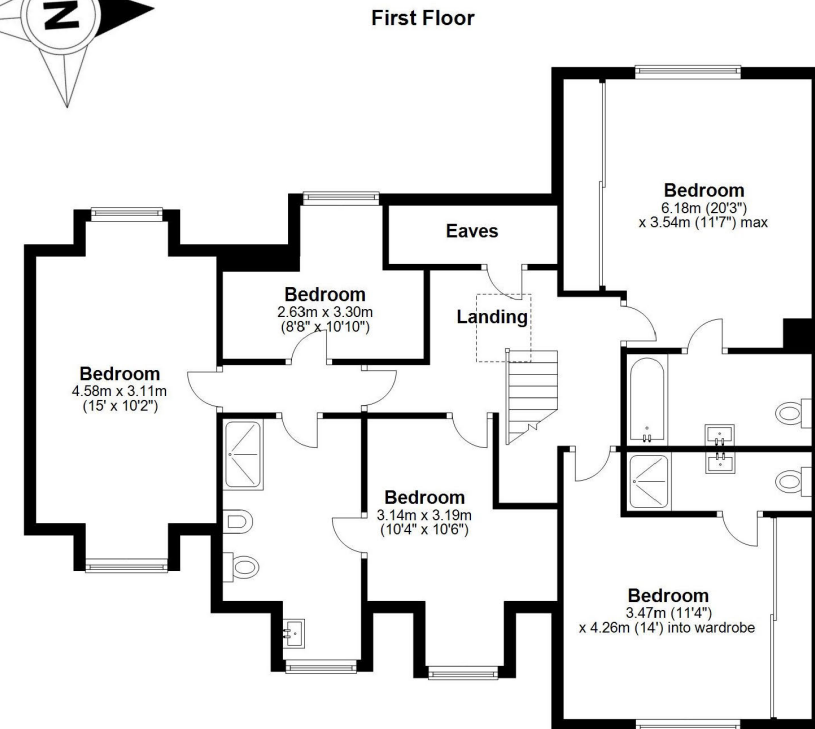 N
First Floor
Bedroom
6.18m (20'3")
x 3.54m (11'7") max
Eaves
Bedroom
2.63m x 3.30m
(8'8" x 10'10")
Landing
Bedroom
4.58m x 3.11m
(15' x 10'2")
Bedroom
3.14m x 3.19m
(10'4" x 10'6")
Bedroom
3.47m (11'4")
x 4.26m (14') into wardrobe